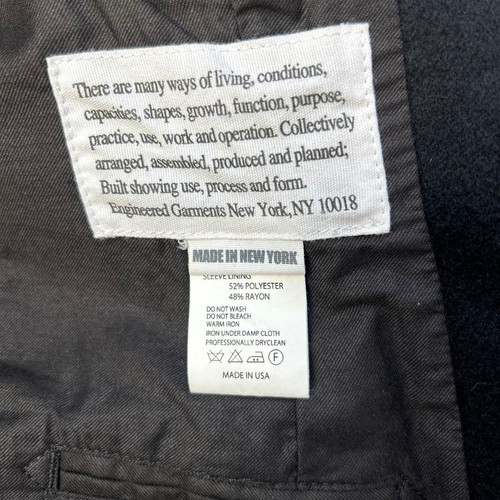 There are many ways of living, conditions,
capacities, shapes, growth, function, purpose,
practice, use, work and operation. Collectively
arranged, assembled, produced and planned;
Built showing use, process and form.
Engineered Garments New York, NY 10018
MADE IN NEW YORK
SLEEVE LINING
52% POLYESTER
48% RAYON
DO NOT WASH
DO NOT BLEACH
WARM IRON
IRON UNDER DAMP CLOTH
PROFESSIONALLY DRYCLEAN
F
MADE IN USA